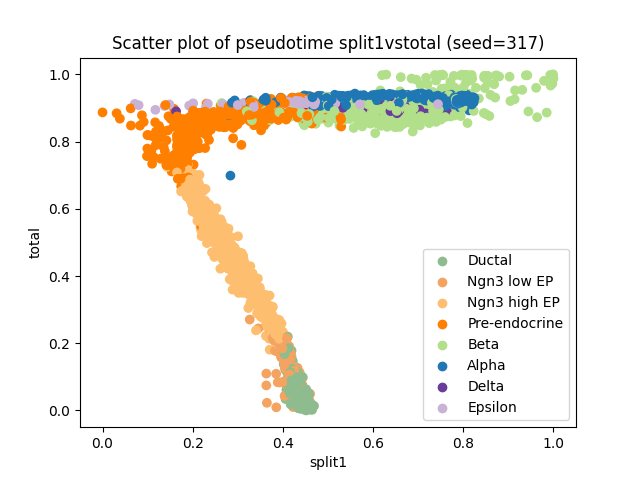 Scatter plot of pseudotime split1vstotal (seed=317)
1.0
0.8
0.6
0.4
0.2
0.0
total
0.0 0.2 0.4 0.6 0.8 1.0
split1
Ductal
Ngn3 low EP
Ngn3 high EP
Pre-endocrine
Beta
Alpha
Delta
Epsilon